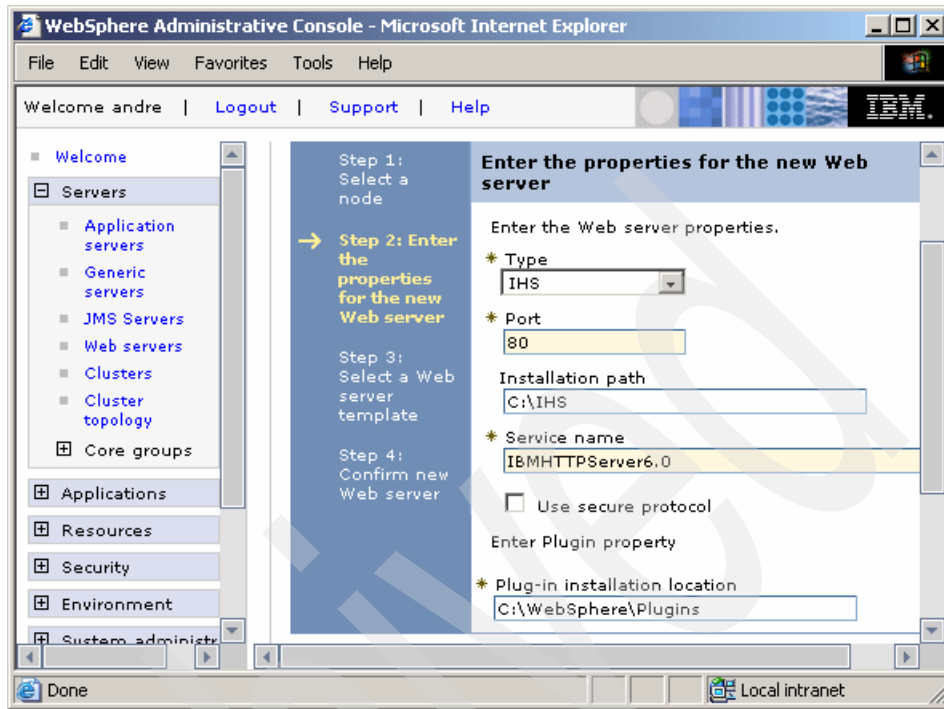 WebSphere Administrative Console - Microsoft Internet Explorer
File Edit View Favorites Tools Help
Welcome andre | Logout | Support | Help
IBM.
Welcome
Servers
Application
servers
Generic
servers
JMS Servers
Web servers
Clusters
Cluster
topology
Core groups
Applications
Resources
Security
Environment
System administr
Step 1:
Select a
node
Step 2: Enter
the
properties
for the new
Web server
Step 3:
Select a Web
server
template
Step 4:
Confirm new
Web server
Enter the properties for the new Web
server
Enter the Web server properties.
* Type
IHS
* Port
80
Installation path
C:\IHS
* Service name
IBMHTTPServer6.0
Use secure protocol
Enter Plugin property
* Plug-in installation location
C:\WebSphere\Plugins
Done
Local intranet